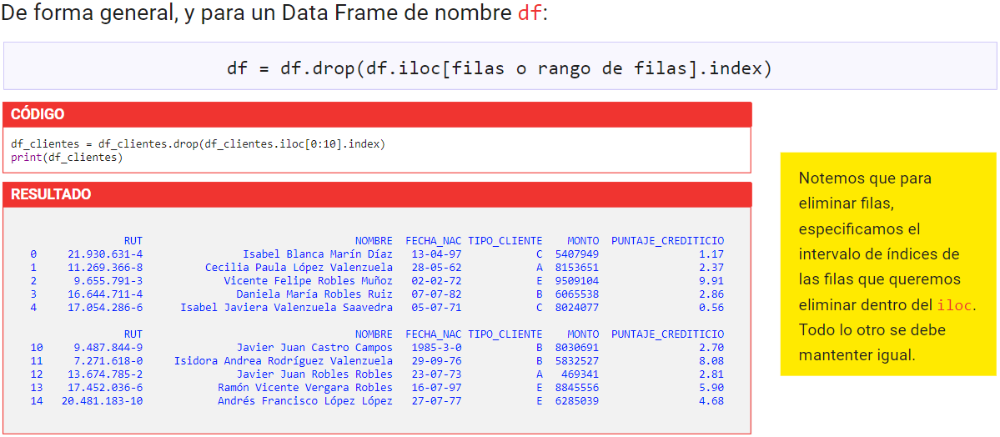 De forma general, y para un Data Frame de nombre df:
df = df.drop(df.iloc[filas o rango de filas].index)
CÓDIGO
df_clientes = df_clientes.drop(df_clientes.iloc[0:10].index)
print(df_clientes)
RESULTADO
RUT NOMBRE FECHA_NAC TIPO_CLIENTE MONTO PUNTAJE_CREDITICIO
0 21.930.631-4 Isabel Blanca Marín Díaz 13-04-97 C 5407949 1.17
1 11.269.366-8 Cecilia Paula López Valenzuela 28-05-62 A 8153651 2.37
2 9.655.791-3 Vicente Felipe Robles Muñoz 02-02-72 E 9509104 9.91
3 16.644.711-4 Daniela María Robles Ruiz 07-07-82 B 6065538 2.86
4 17.054.286-6 Isabel Javiera Valenzuela Saavedra 05-07-71 C 8024077 0.56
RUT NOMBRE FECHA_NAC TIPO_CLIENTE MONTO PUNTAJE_CREDITICIO
10 9.487.844-9 Javier Juan Castro Campos 1985-3-0 B 8030691 2.70
11 7.271.618-0 Isidora Andrea Rodríguez Valenzuela 29-09-76 B 5832527 8.08
12 13.674.785-2 Javier Juan Robles Robles 23-07-73 A 469341 2.81
13 17.452.036-6 Ramón Vicente Vergara Robles 16-07-97 E 8845556 5.90
14 20.481.183-10 Andrés Francisco López López 27-07-77 E 6285039 4.68
Notemos que para
eliminar filas,
especificamos el
intervalo de índices de
las filas que queremos
eliminar dentro del iloc.
Todo lo otro se debe
mantenter igual.